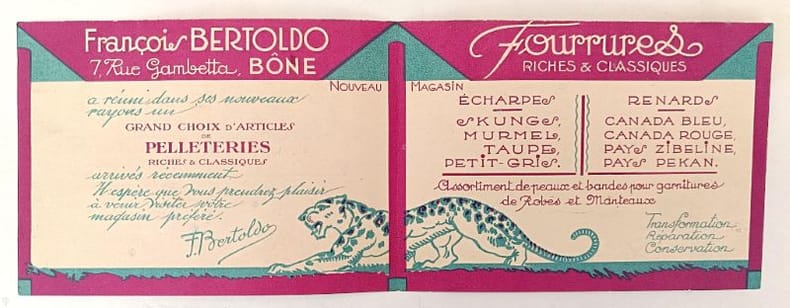 François BERTOLDO
7, Rue Gambetta, BÔNE
NOUVEAU
a réuni dans ses nouveaux
rayons un
GRAND CHOIX D'ARTICLES
DE
PELLETERIES
RICHES & CLASSIQUES
arrivés récemment.
Il espère que Vous prendrez plaisir
à venir visiter votre
magasin préféré.
F. Bertoldo
Fourrures
RICHES & CLASSIQUES
MAGASIN
ÉCHARPES
SKUNGS,
MURMEL,
TAUPE,
PETIT-GRIS.
RENARDS
CANADA BLEU,
CANADA ROUGE,
PAYS ZIBELINE,
PAYS PEKAN.
Assortiment de peaux et bandes pour garnitures
de Robes et Manteaux
Transformation
Réparation
Conservation